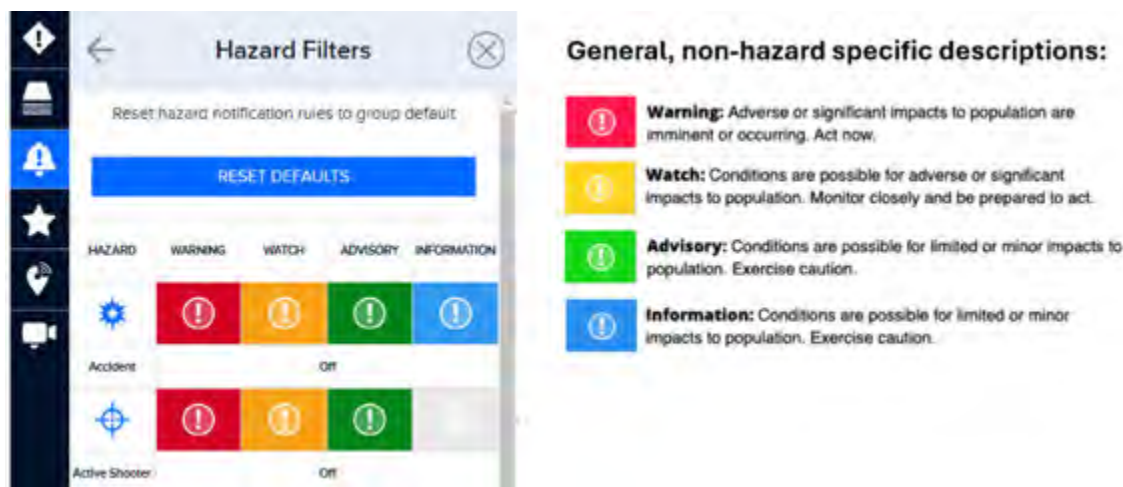 Hazard Filters
Reset hazard notification rules to group default
RESET DEFAULTS
HAZARD WARNING WATCH ADVISORY INFORMATION
Accident Off
Active Shooter Off
General, non-hazard specific descriptions:
Warning: Adverse or significant impacts to population are
imminent or occurring. Act now.
Watch: Conditions are possible for adverse or significant
impacts to population. Monitor closely and be prepared to act.
Advisory: Conditions are possible for limited or minor impacts to
population. Exercise caution.
Information: Conditions are possible for limited or minor
impacts to population. Exercise caution.